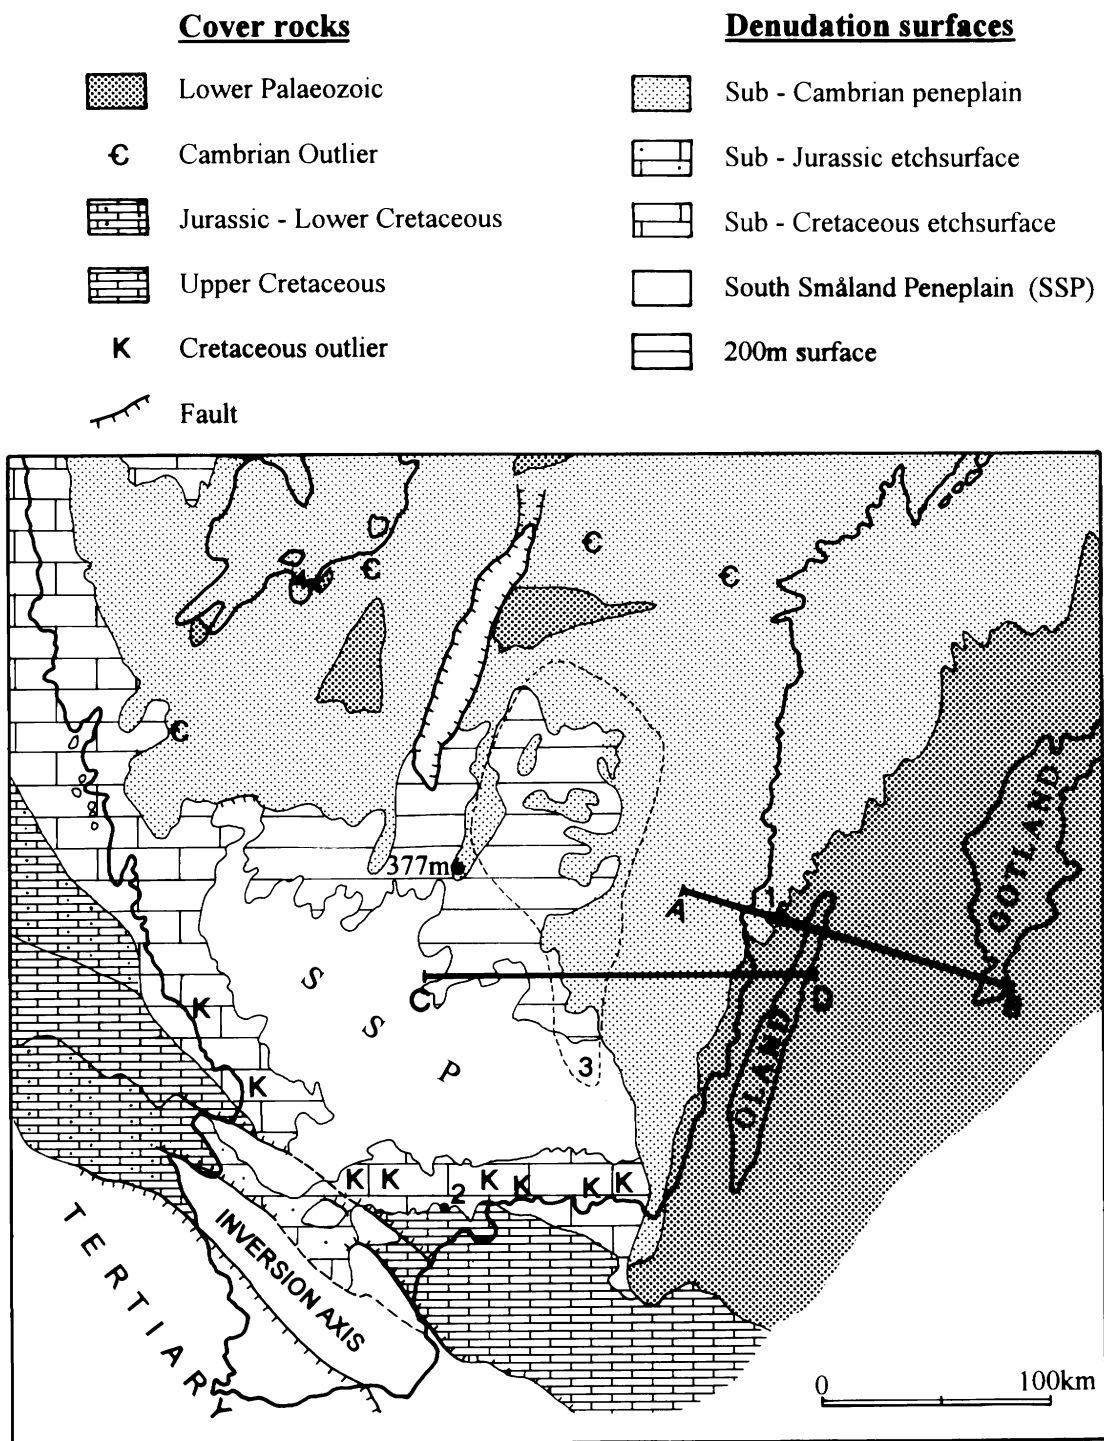 Cover rocks
Lower Palaeozoic
Є Cambrian Outlier
Jurassic - Lower Cretaceous
Upper Cretaceous
K Cretaceous outlier
Fault
Denudation surfaces
Sub - Cambrian peneplain
Sub - Jurassic etchsurface
Sub - Cretaceous etchsurface
South Småland Peneplain (SSP)
200m surface
Є
Є
Є
Є
377m
A
1
B
GOTLAND
C
D
ÖLAND
S
S
P
3
K
K
K K K K K K
2
INVERSION AXIS
TERTIARY
0 100km